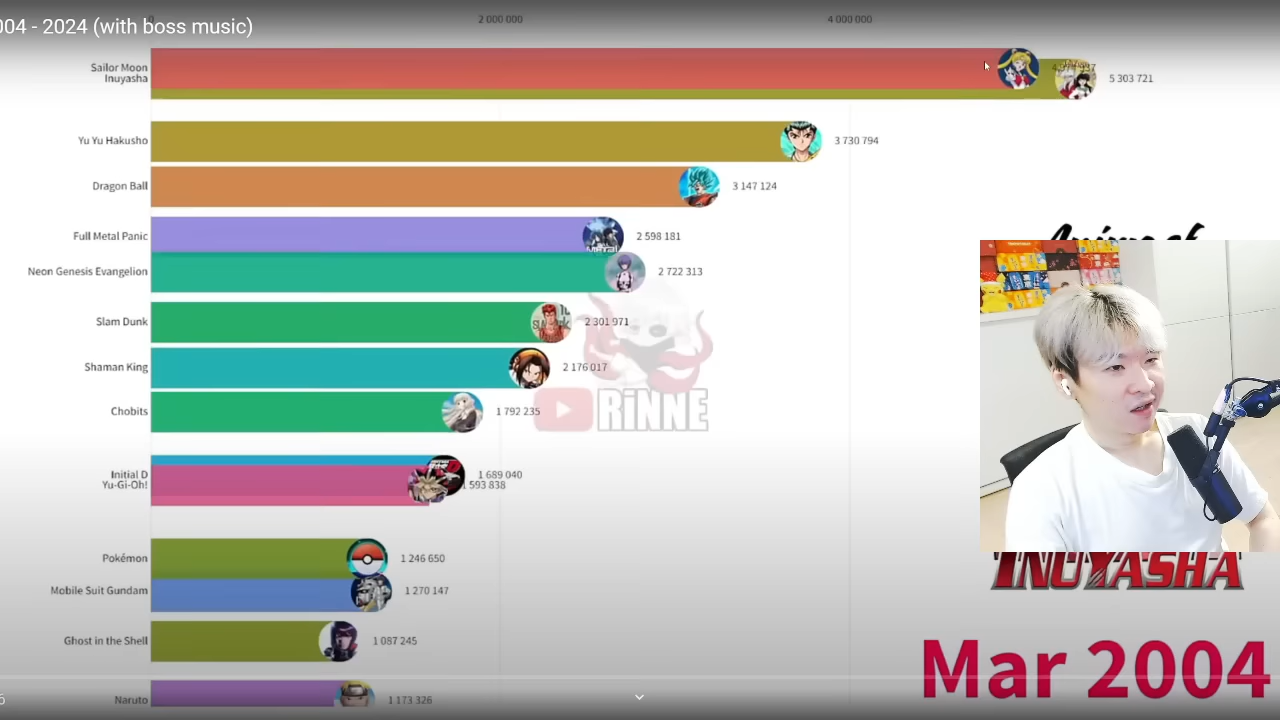 004 - 2024 (with boss music)
2 000 000
4 000 000
Sailor Moon
Inuyasha
5 303 721
Yu Yu Hakusho
3 730 794
Dragon Ball
3 147 124
Full Metal Panic
2 598 181
Neon Genesis Evangelion
2 722 313
Slam Dunk
2 301 971
Shaman King
2 176 017
Chobits
1 792 235
RiNNE
Initial D
1 689 040
Yu-Gi-Oh!
1 593 838
Pokémon
1 246 650
Mobile Suit Gundam
1 270 147
INUYASHA
Ghost in the Shell
1 087 245
Mar 2004
Naruto
1 173 326